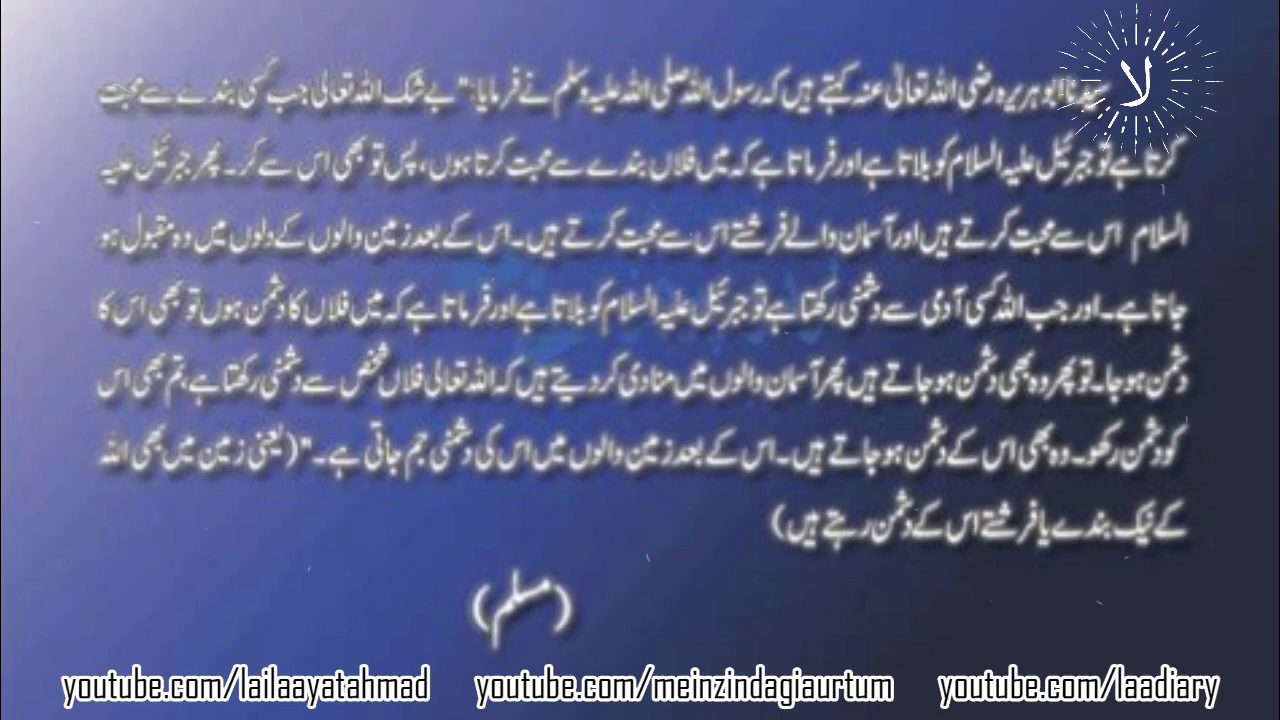 لا
سیدنا ابو ہریرہ رضی اللہ تعالیٰ عنہ کہتے ہیں کہ رسول اللہ صلی اللہ علیہ وسلم نے فرمایا: "بے شک اللہ تعالیٰ جب کسی بندے سے محبت
کرتا ہے تو جبرئیل علیہ السلام کو بلاتا ہے اور فرماتا ہے کہ میں فلاں بندے سے محبت کرتا ہوں، پس تو بھی اس سے کر۔ پھر جبرئیل علیہ
السلام اس سے محبت کرتے ہیں اور آسمان والے فرشتے اس سے محبت کرتے ہیں۔ اس کے بعد زمین والوں کے دلوں میں وہ مقبول ہو
جاتا ہے۔ اور جب اللہ کسی آدمی سے دشمنی رکھتا ہے تو جبرئیل علیہ السلام کو بلاتا ہے اور فرماتا ہے کہ میں فلاں کا دشمن ہوں تو بھی اس کا
دشمن ہو جا۔ تو پھر وہ بھی دشمن ہو جاتے ہیں پھر آسمان والوں میں منادی کر دیتے ہیں کہ اللہ تعالیٰ فلاں شخص سے دشمنی رکھتا ہے، تم بھی اس
کو دشمن رکھو۔ وہ بھی اس کے دشمن ہو جاتے ہیں۔ اس کے بعد زمین والوں میں اس کی دشمنی جم جاتی ہے۔" (یعنی زمین میں بھی اللہ
کے نیک بندے یا فرشتے اس کے دشمن رہتے ہیں)
(مسلم)
youtube.com/lailaayatahmad youtube.com/meinzindagiaurtum youtube.com/laadiary